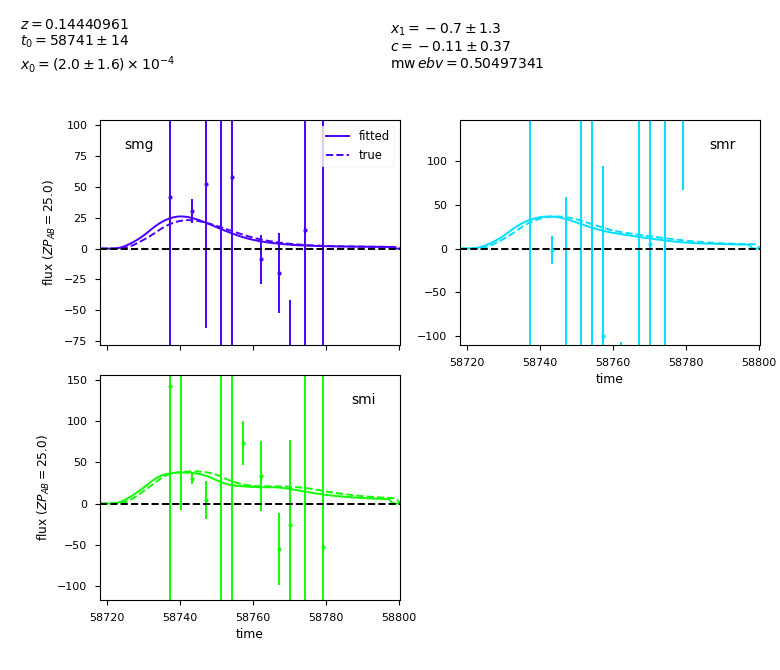 z = 0.14440961
t₀ = 58741 ± 14
x₀ = (2.0 ± 1.6) × 10⁻⁴
x₁ = −0.7 ± 1.3
c = −0.11 ± 0.37
mw ebv = 0.50497341
100
75
50
25
0
−25
−50
−75
flux (ZP_AB = 25.0)
smg
fitted
true
100
50
0
−50
−100
smr
58720 58740 58760 58780 58800
time
150
100
50
0
−50
−100
flux (ZP_AB = 25.0)
smi
58720 58740 58760 58780 58800
time